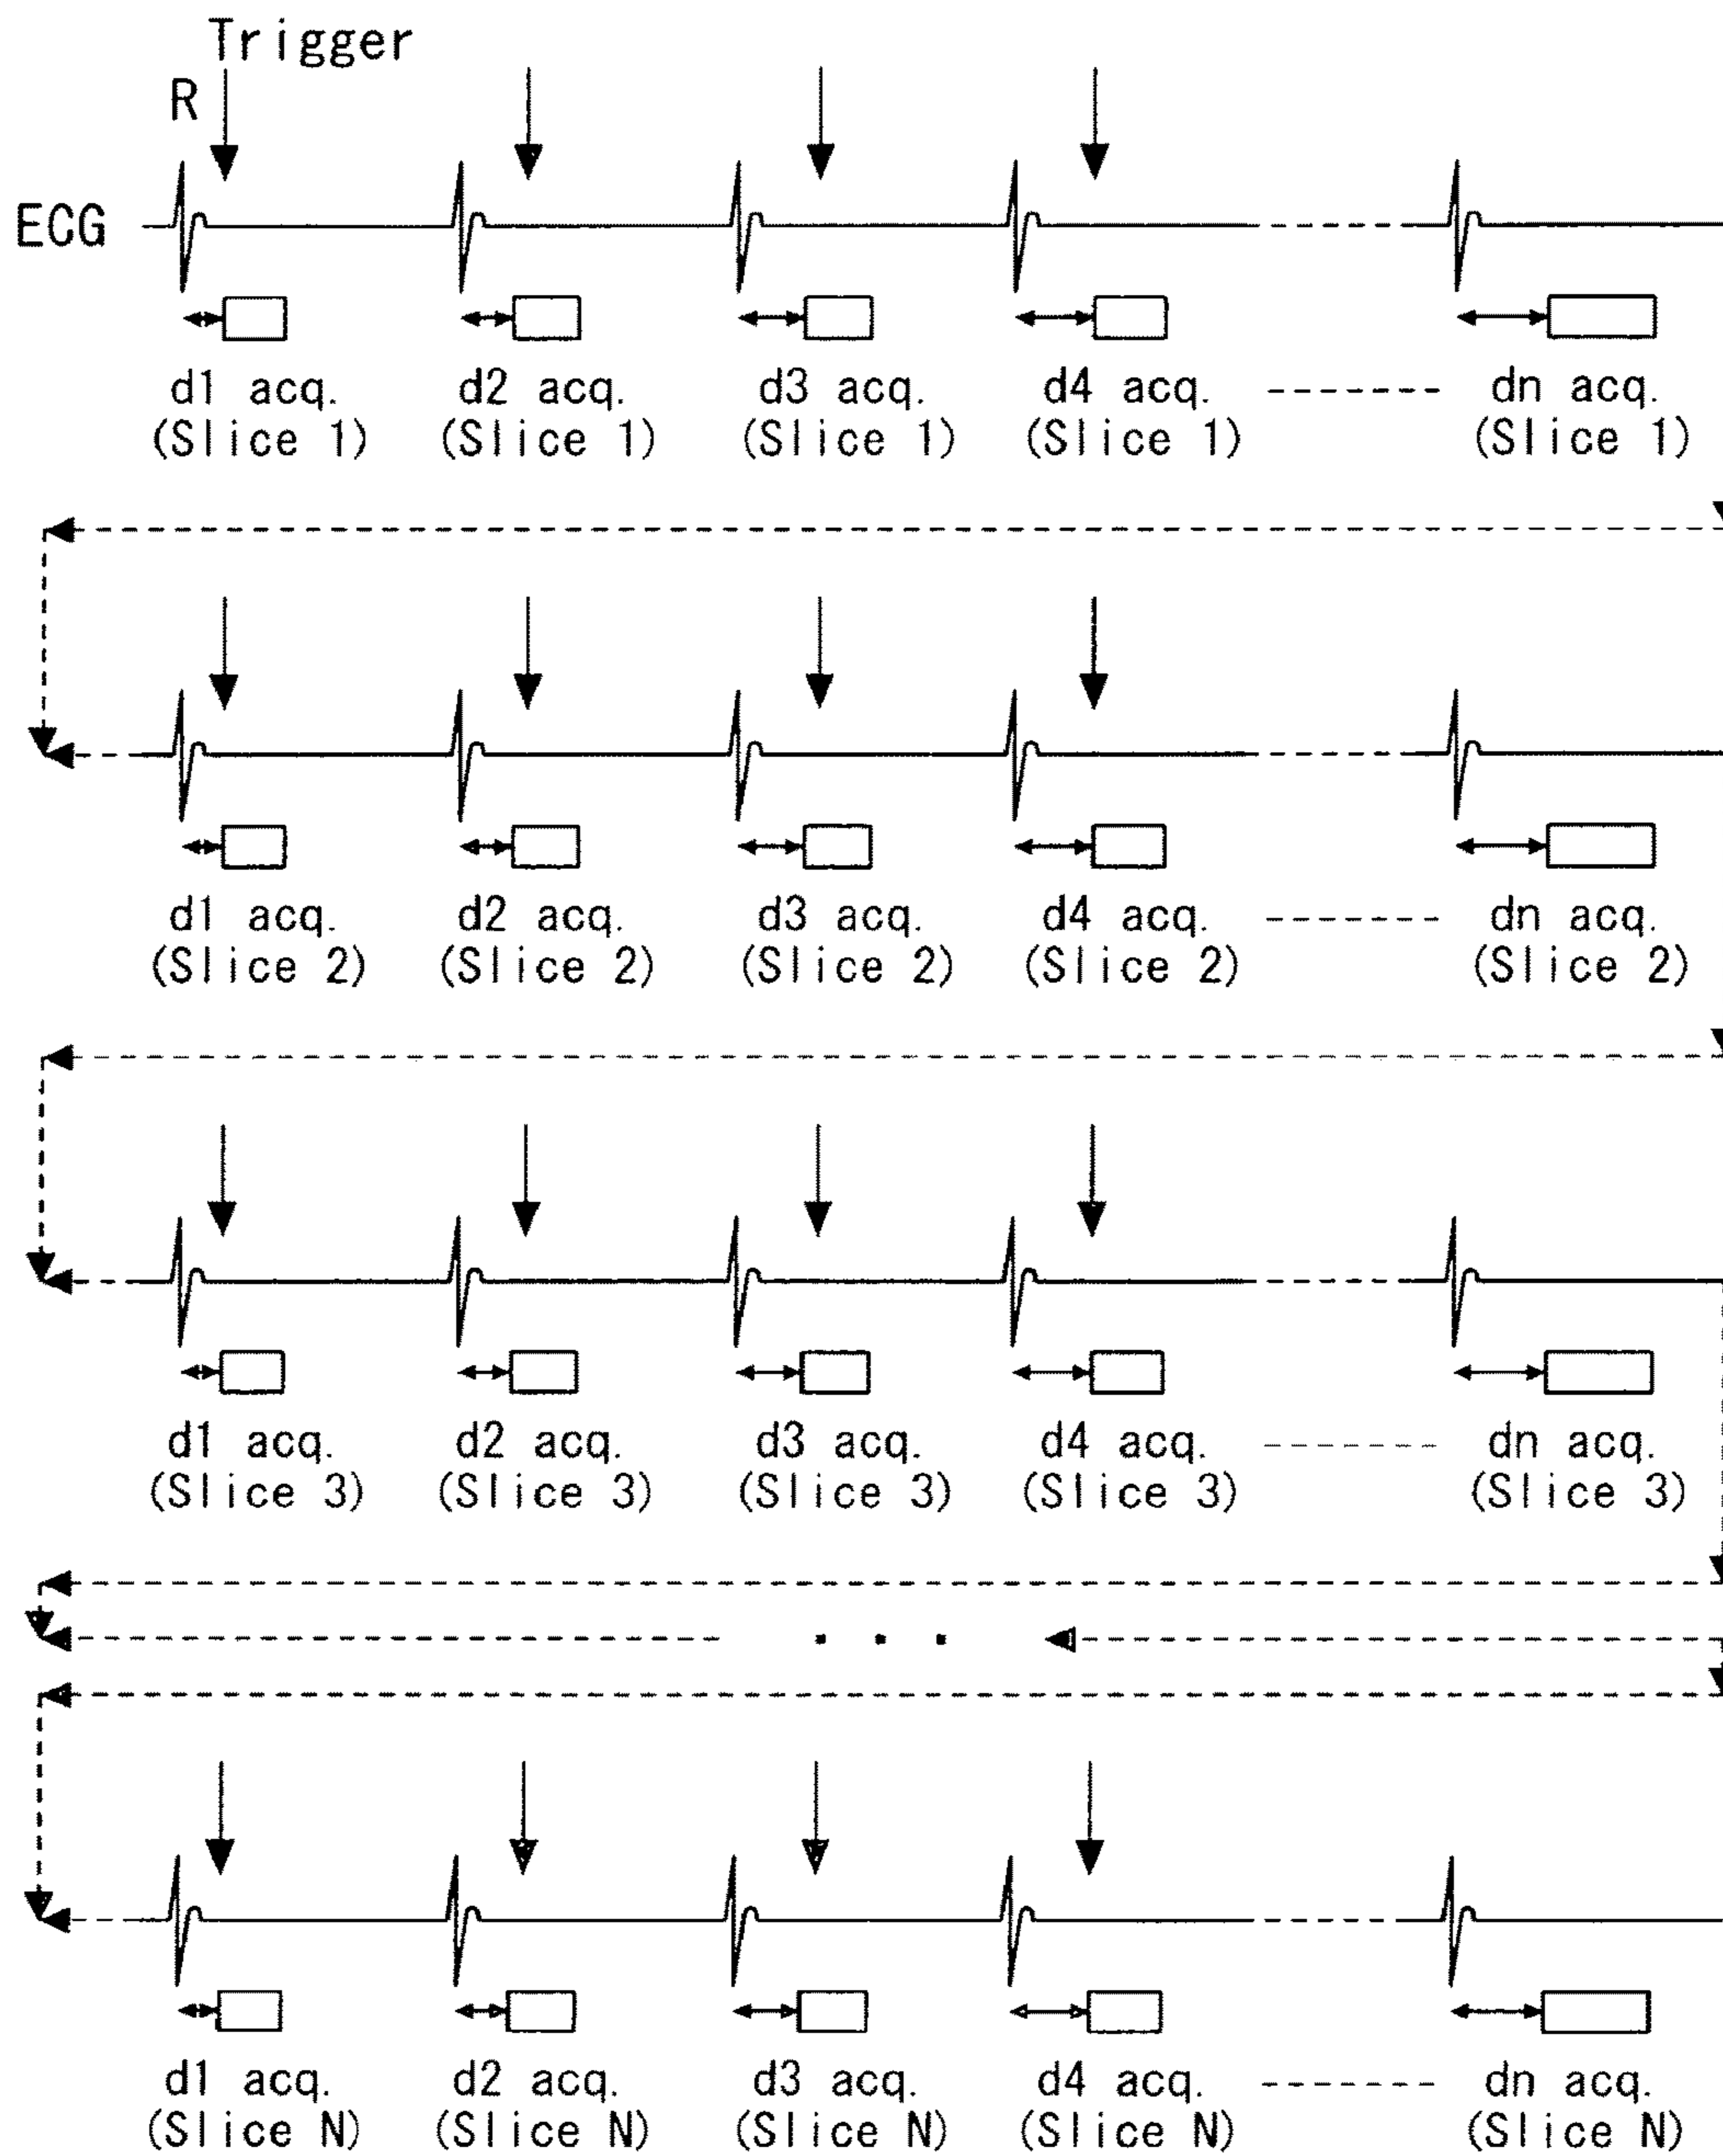 Trigger
R
ECG
d1 acq. d2 acq. d3 acq. d4 acq. ------- dn acq.
(Slice 1) (Slice 1) (Slice 1) (Slice 1) (Slice 1)
d1 acq. d2 acq. d3 acq. d4 acq. ------- dn acq.
(Slice 2) (Slice 2) (Slice 2) (Slice 2) (Slice 2)
d1 acq. d2 acq. d3 acq. d4 acq. ------- dn acq.
(Slice 3) (Slice 3) (Slice 3) (Slice 3) (Slice 3)
. . .
d1 acq. d2 acq. d3 acq. d4 acq. ------- dn acq.
(Slice N) (Slice N) (Slice N) (Slice N) (Slice N)